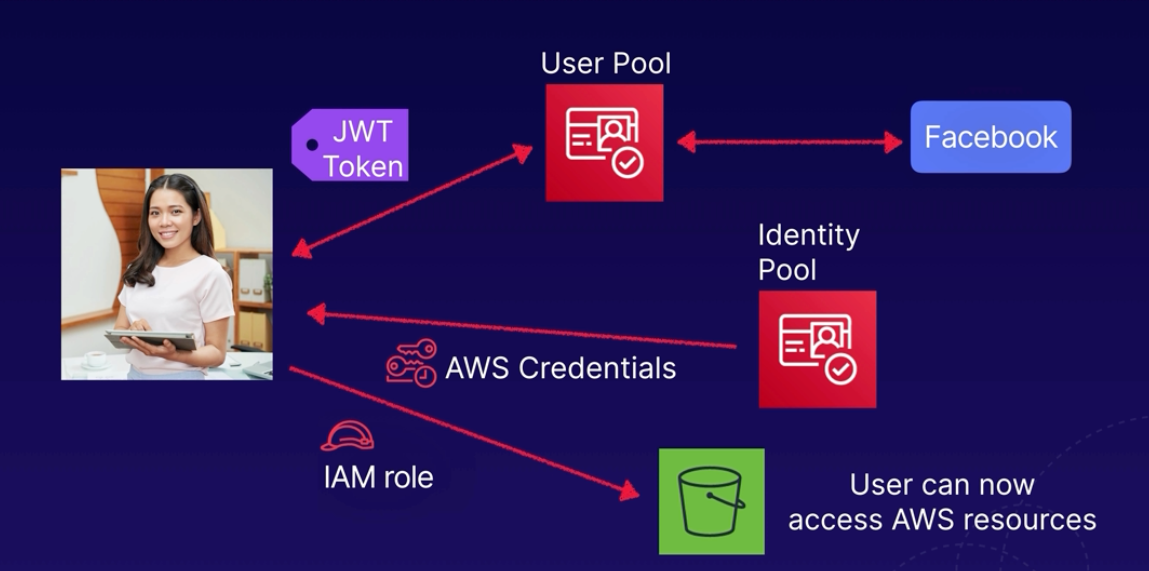 User Pool
JWT
Token
Facebook
Identity
Pool
AWS Credentials
IAM role
User can now
access AWS resources